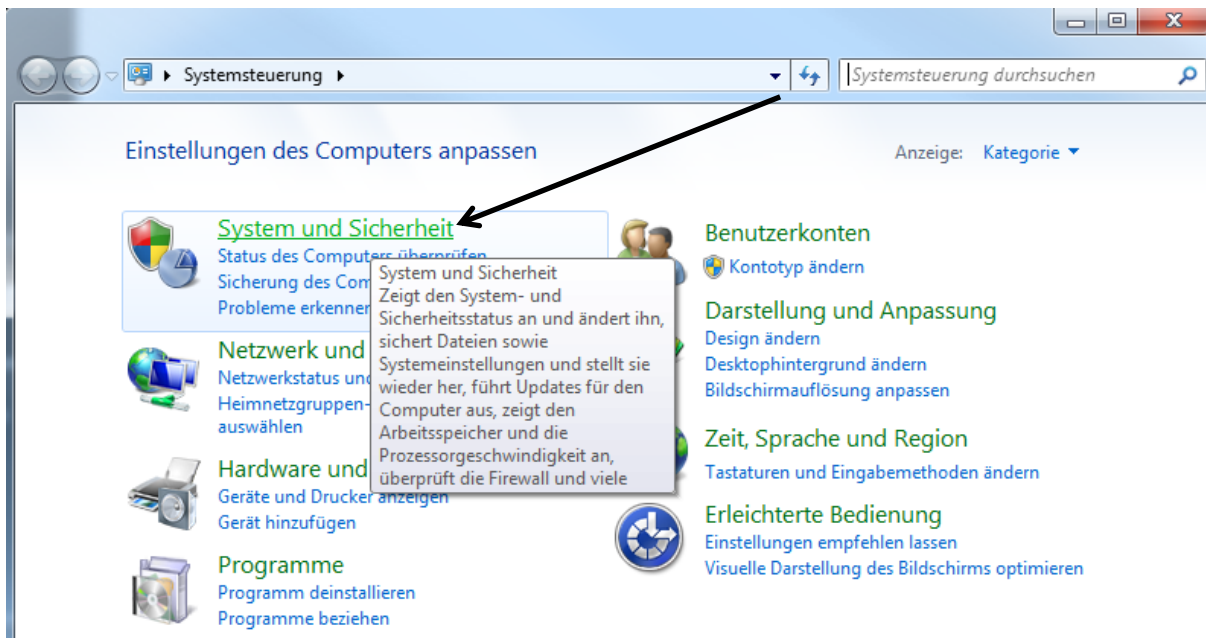 Systemsteuerung
Systemsteuerung durchsuchen
Einstellungen des Computers anpassen
Anzeige: Kategorie
System und Sicherheit
Status des Computers überprüfen
Sicherung des Com
Probleme erkenner
System und Sicherheit
Zeigt den System- und
Sicherheitsstatus an und ändert ihn,
sichert Dateien sowie
Systemeinstellungen und stellt sie
wieder her, führt Updates für den
Computer aus, zeigt den
Arbeitsspeicher und die
Prozessorgeschwindigkeit an,
überprüft die Firewall und viele
Netzwerk und
Netzwerkstatus und
Heimnetzgruppen-
auswählen
Hardware und
Geräte und Drucker anzeigen
Gerät hinzufügen
Programme
Programm deinstallieren
Programme beziehen
Benutzerkonten
Kontotyp ändern
Darstellung und Anpassung
Design ändern
Desktophintergrund ändern
Bildschirmauflösung anpassen
Zeit, Sprache und Region
Tastaturen und Eingabemethoden ändern
Erleichterte Bedienung
Einstellungen empfehlen lassen
Visuelle Darstellung des Bildschirms optimieren